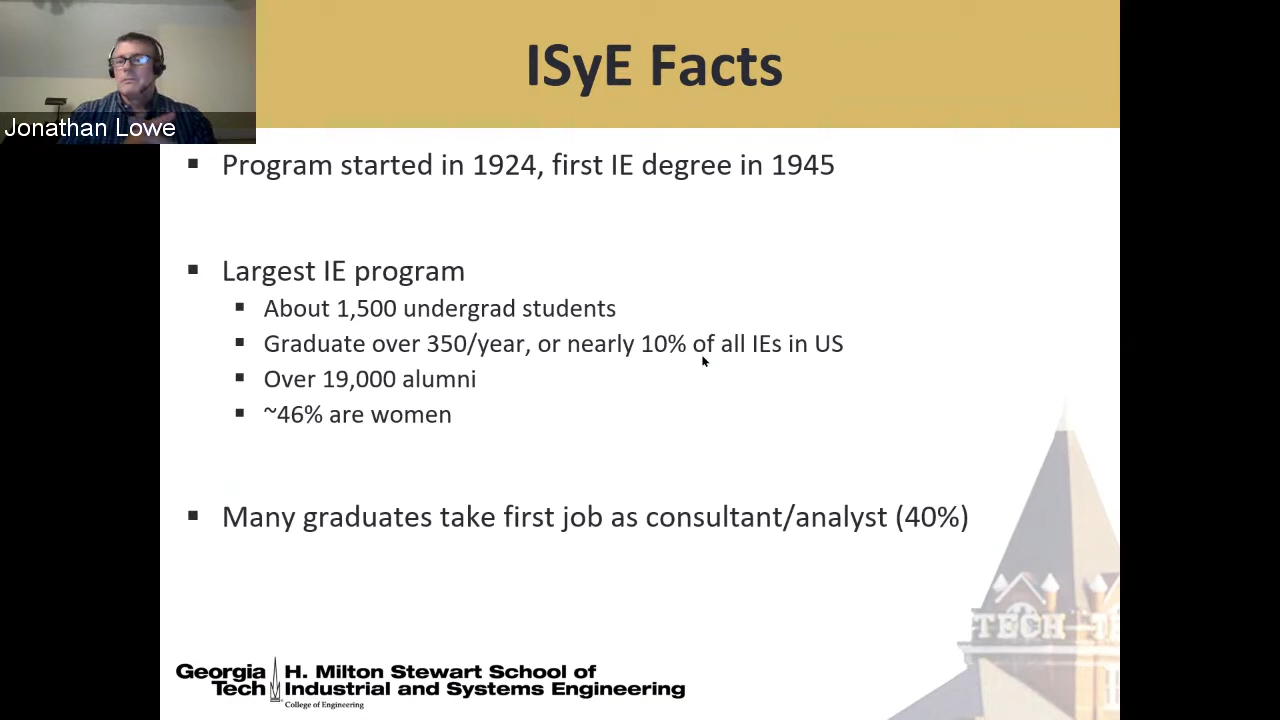 ISyE Facts
Jonathan Lowe
▪ Program started in 1924, first IE degree in 1945
▪ Largest IE program
▪ About 1,500 undergrad students
▪ Graduate over 350/year, or nearly 10% of all IEs in US
▪ Over 19,000 alumni
▪ ~46% are women
▪ Many graduates take first job as consultant/analyst (40%)
TECH
Georgia Tech
H. Milton Stewart School of
Industrial and Systems Engineering
College of Engineering